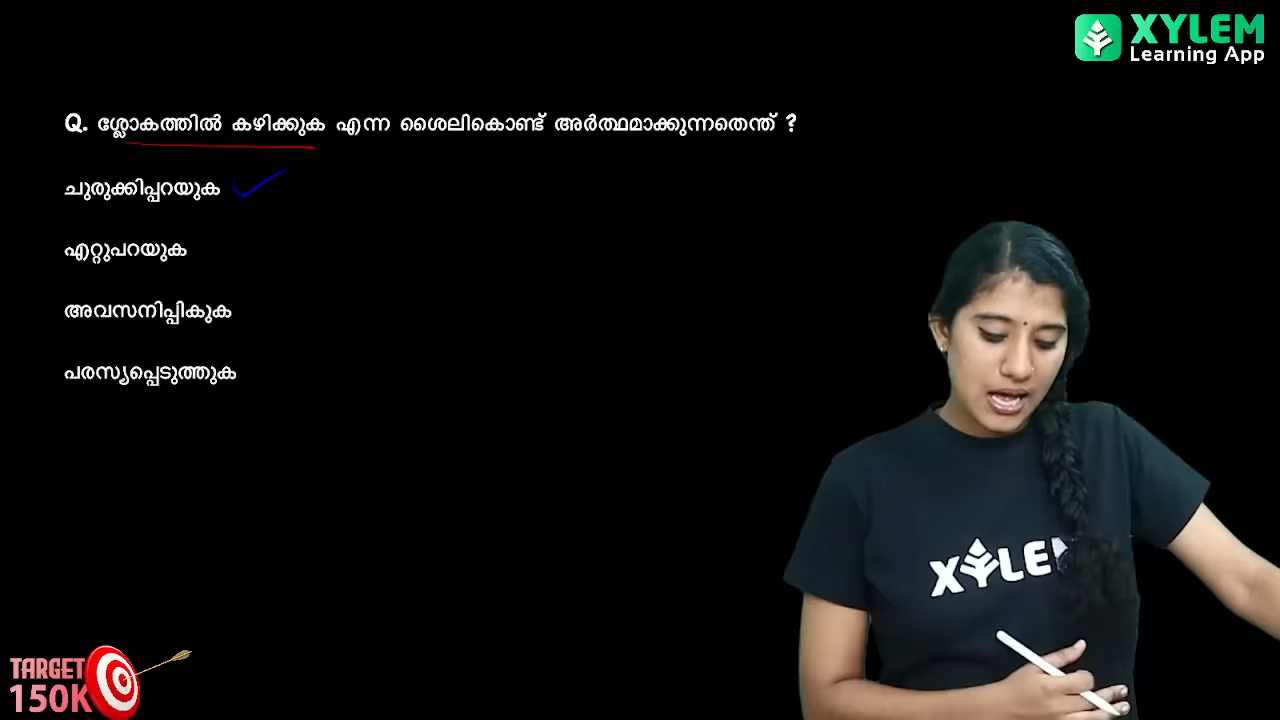 XYLEM
Learning App
Q. ശ്ലോകത്തിൽ കഴിക്കുക എന്ന ശൈലികൊണ്ട് അർത്ഥമാക്കുന്നതെന്ത് ?
ചുരുക്കിപ്പറയുക
എറ്റുപറയുക
അവസനിപ്പികുക
പരസ്യപ്പെടുത്തുക
XYLEM
TARGET
150K